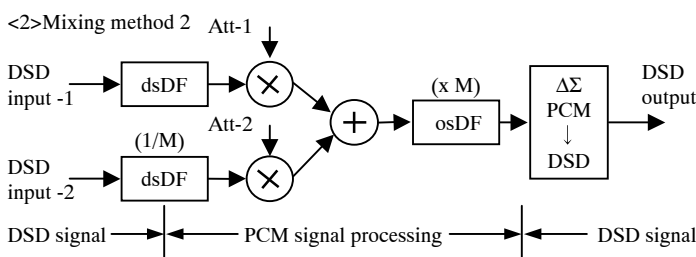 <2>Mixing method 2
Att-1
DSD
input -1
dsDF
×
Att-2
(1/M)
DSD
input -2
dsDF
×
+
(x M)
osDF
ΔΣ
PCM
↓
DSD
DSD
output
DSD signal
PCM signal processing
DSD signal